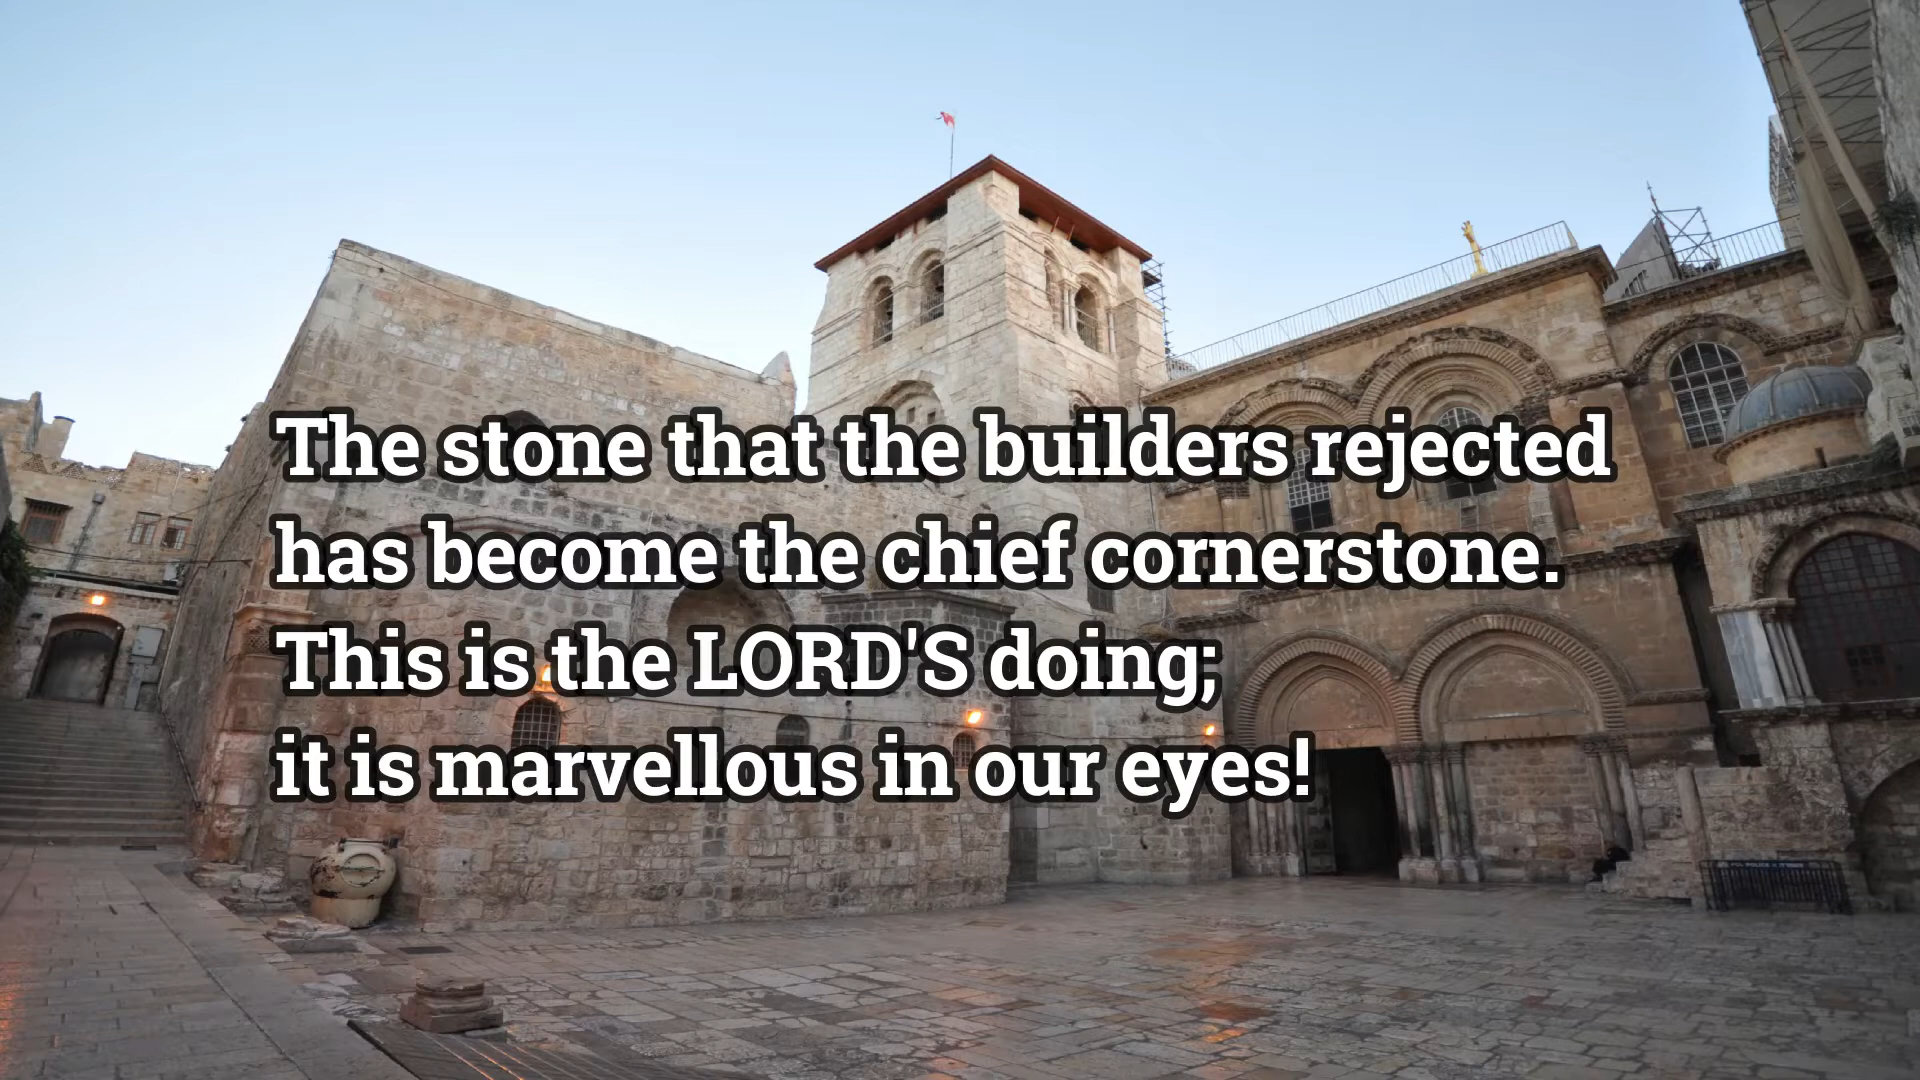 The stone that the builders rejected
has become the chief cornerstone.
This is the LORD'S doing;
it is marvellous in our eyes!